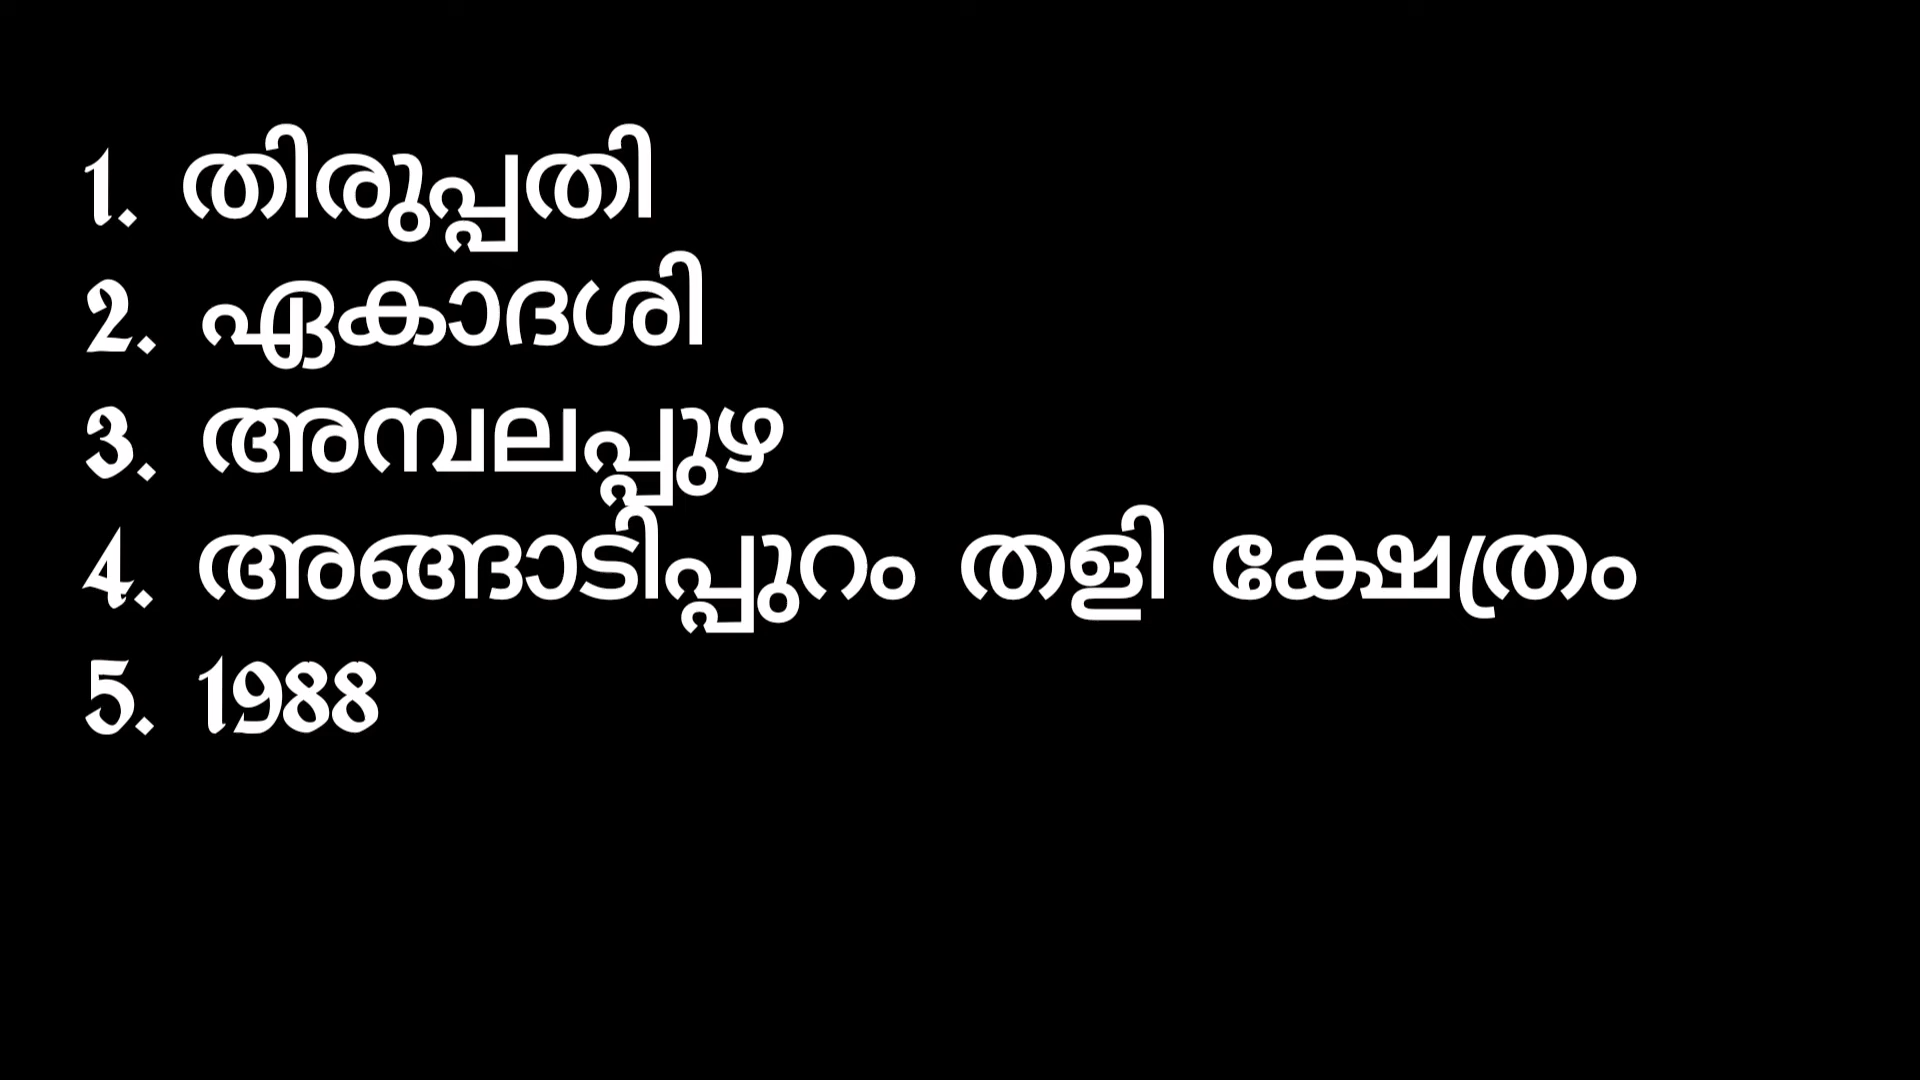 1. തിരുപ്പതി
2. ഏകാദശി
3. അമ്പലപ്പുഴ
4. അങ്ങാടിപ്പുറം തളി ക്ഷേത്രം
5. 1988